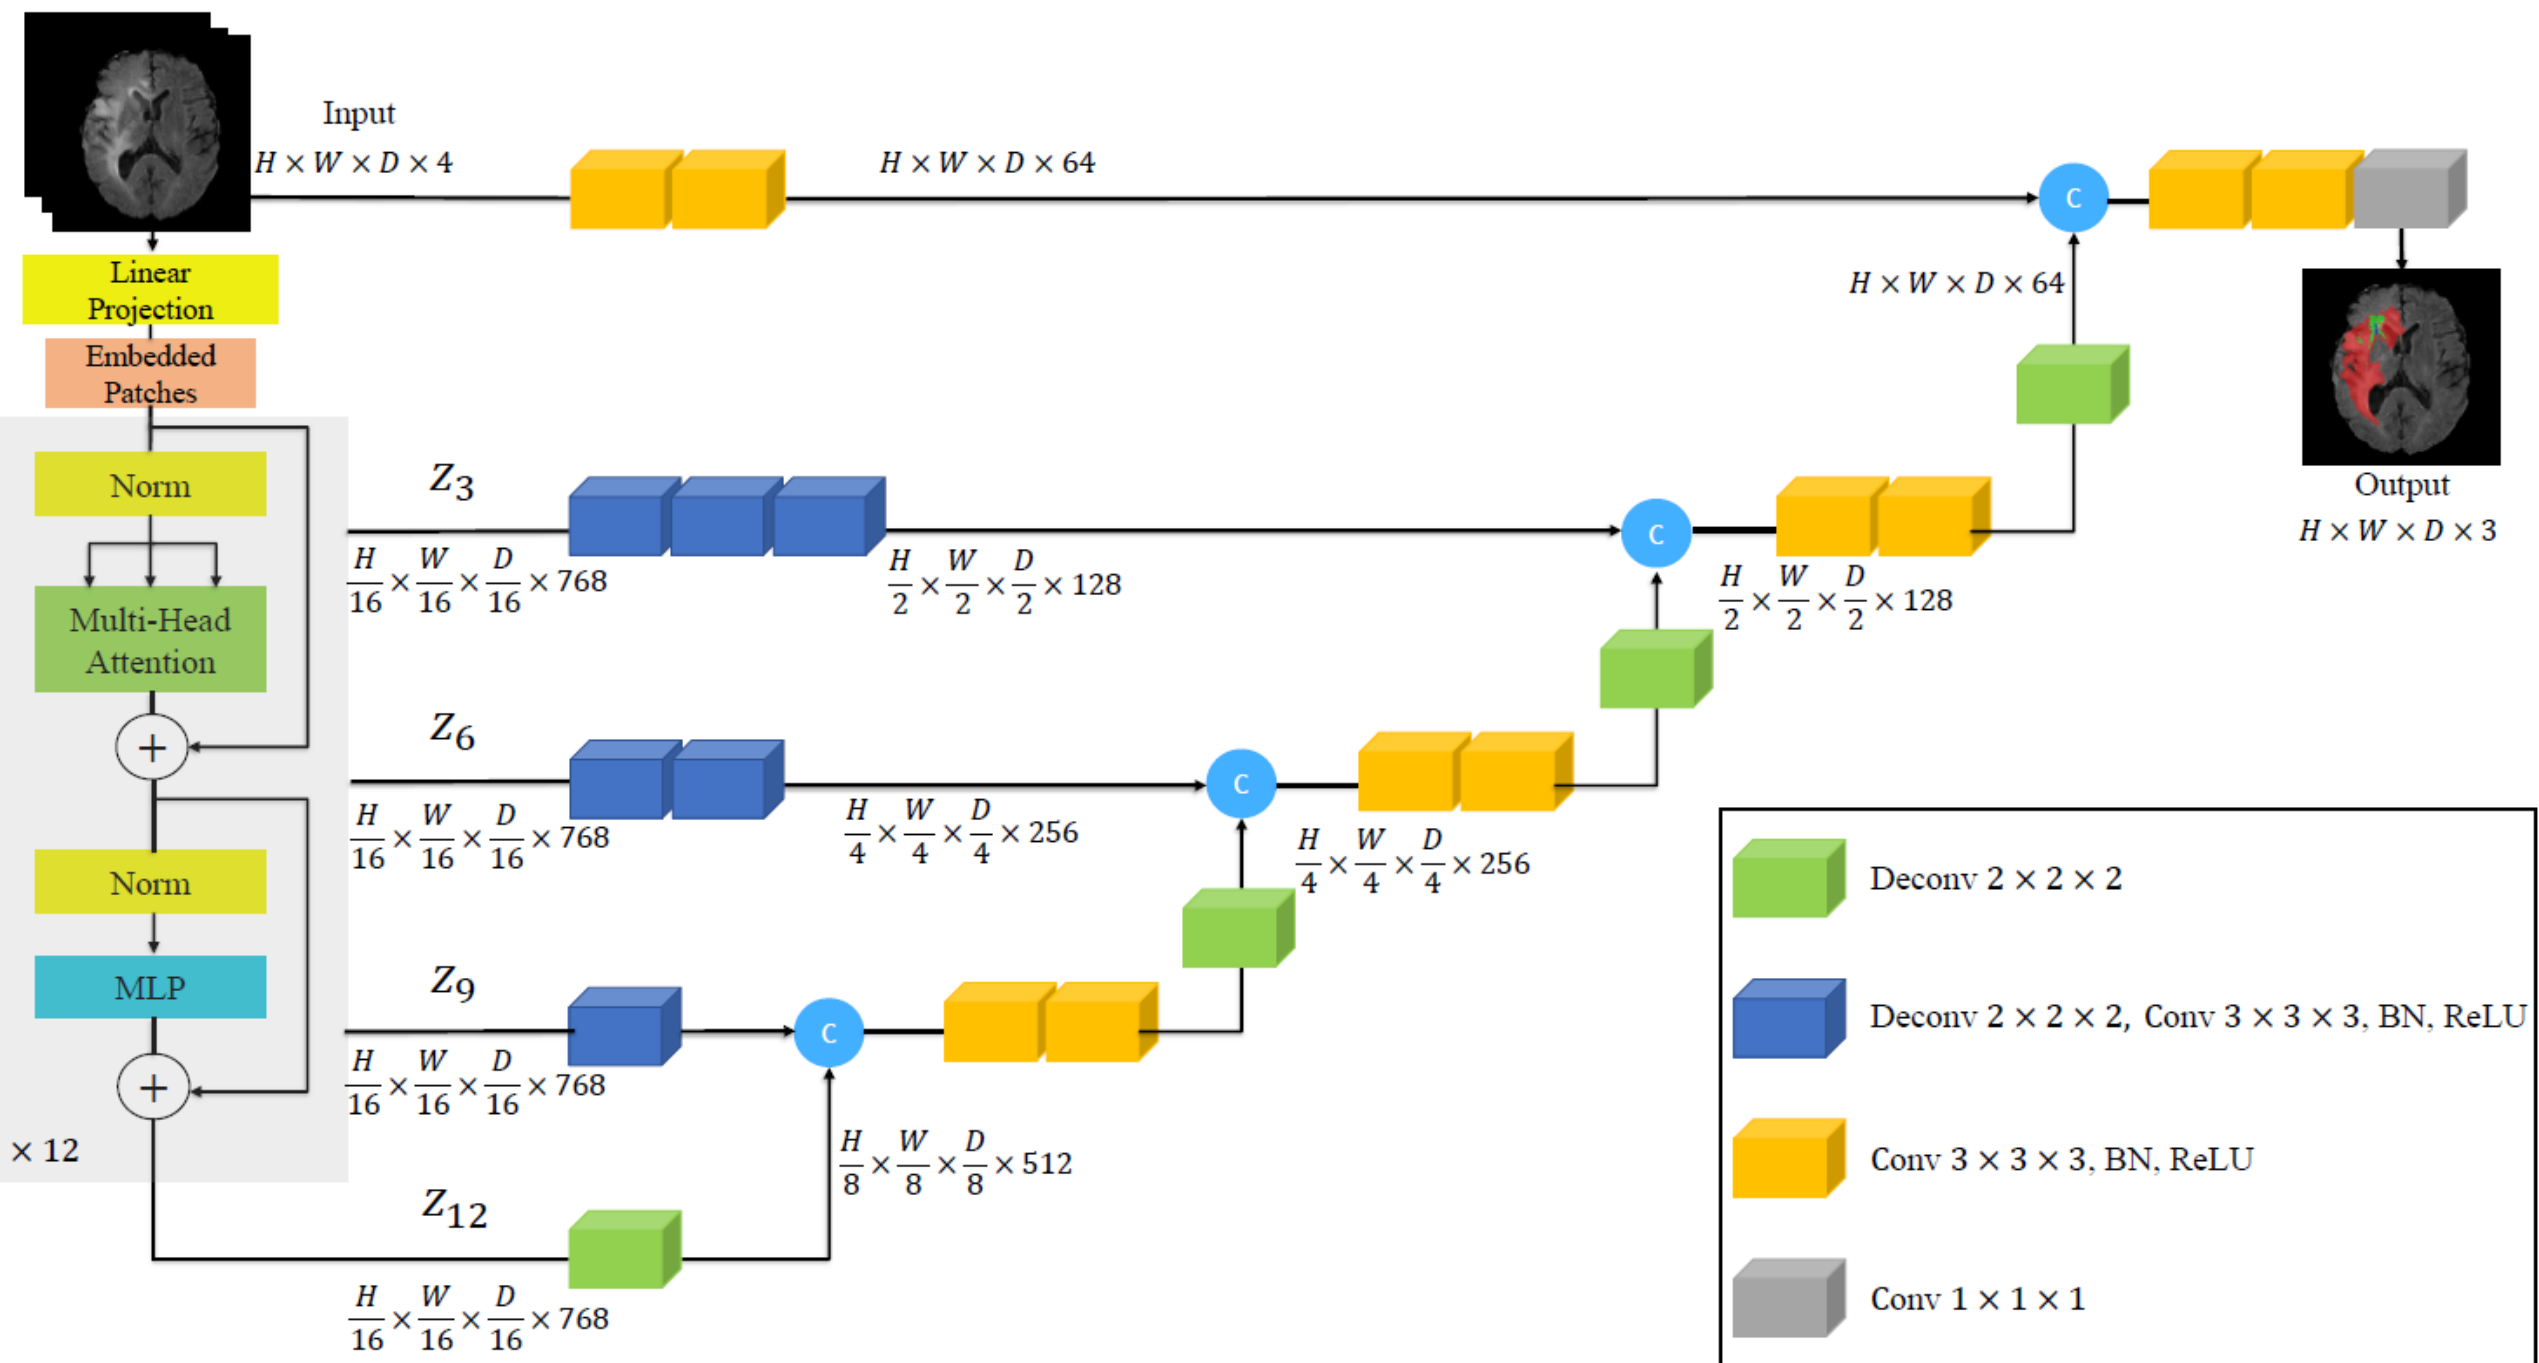 Input
H × W × D × 4
H × W × D × 64
C
Linear
Projection
H × W × D × 64
Embedded
Patches
Output
H × W × D × 3
Norm
Z3
C
H/16 × W/16 × D/16 × 768
H/2 × W/2 × D/2 × 128
H/2 × W/2 × D/2 × 128
Multi-Head
Attention
+
Z6
C
H/16 × W/16 × D/16 × 768
H/4 × W/4 × D/4 × 256
H/4 × W/4 × D/4 × 256
Norm
MLP
Z9
C
H/16 × W/16 × D/16 × 768
+
× 12
H/8 × W/8 × D/8 × 512
Z12
H/16 × W/16 × D/16 × 768
Deconv 2 × 2 × 2
Deconv 2 × 2 × 2, Conv 3 × 3 × 3, BN, ReLU
Conv 3 × 3 × 3, BN, ReLU
Conv 1 × 1 × 1